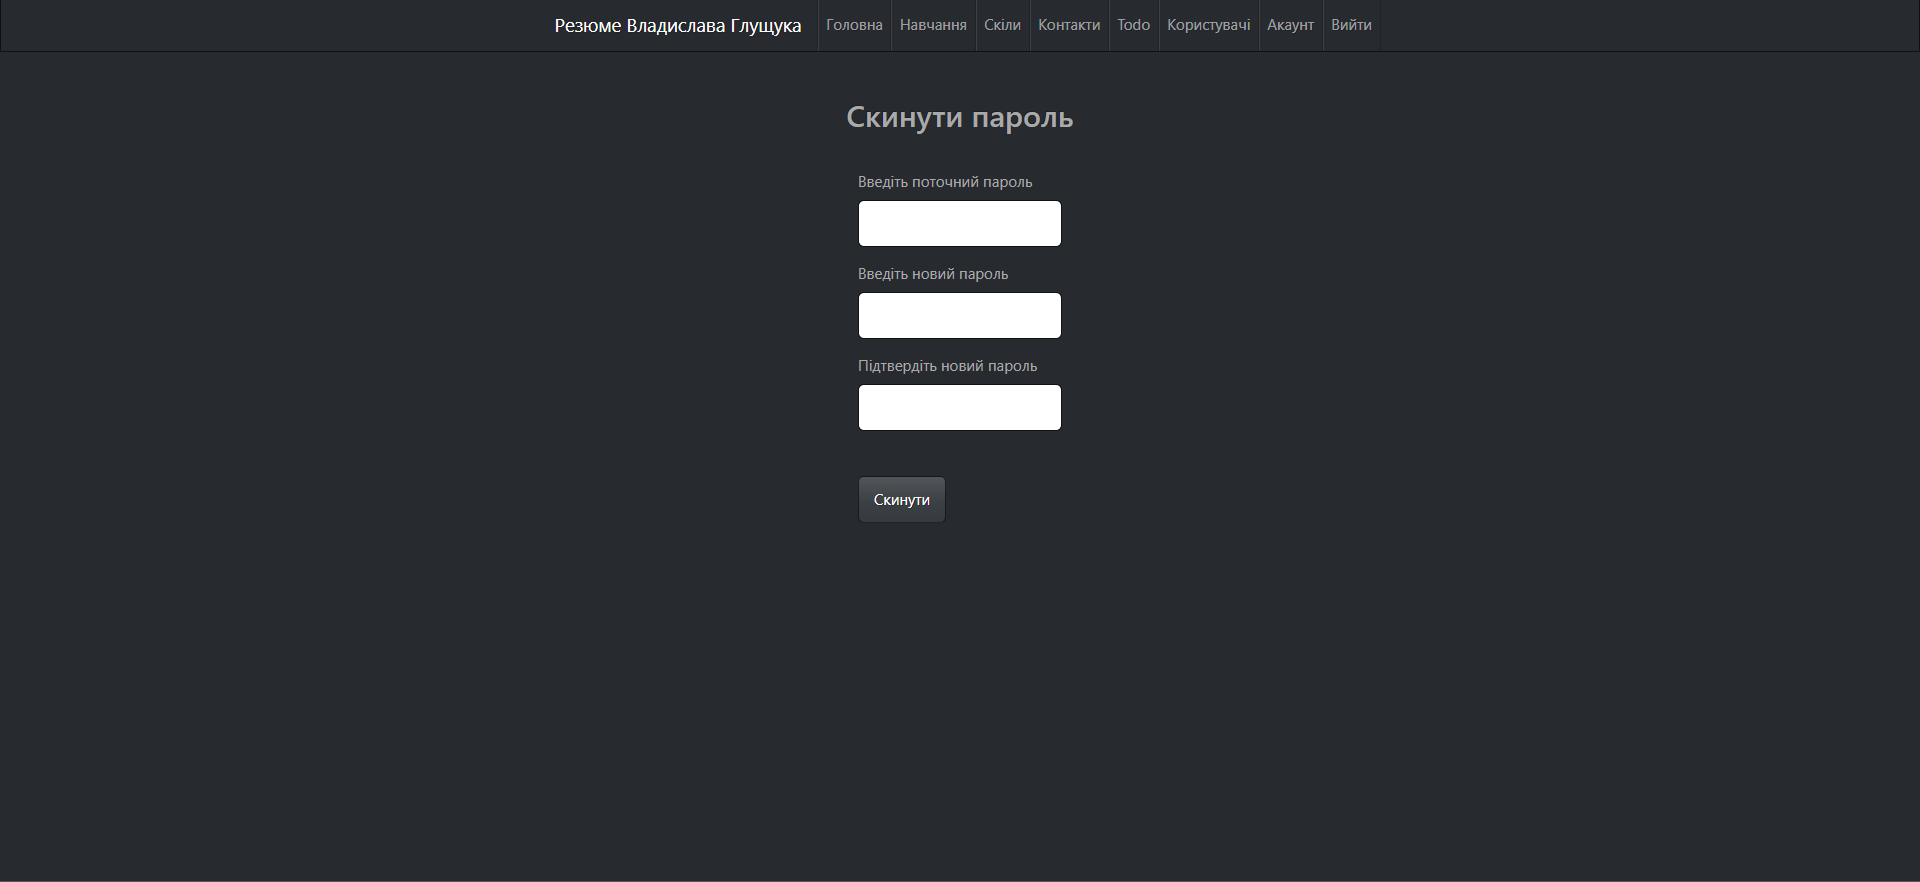 Резюме Владислава Глущука Головна Навчання Скіли Контакти Todo Користувачі Акаунт Вийти
Скинути пароль
Введіть поточний пароль
Введіть новий пароль
Підтвердіть новий пароль
Скинути